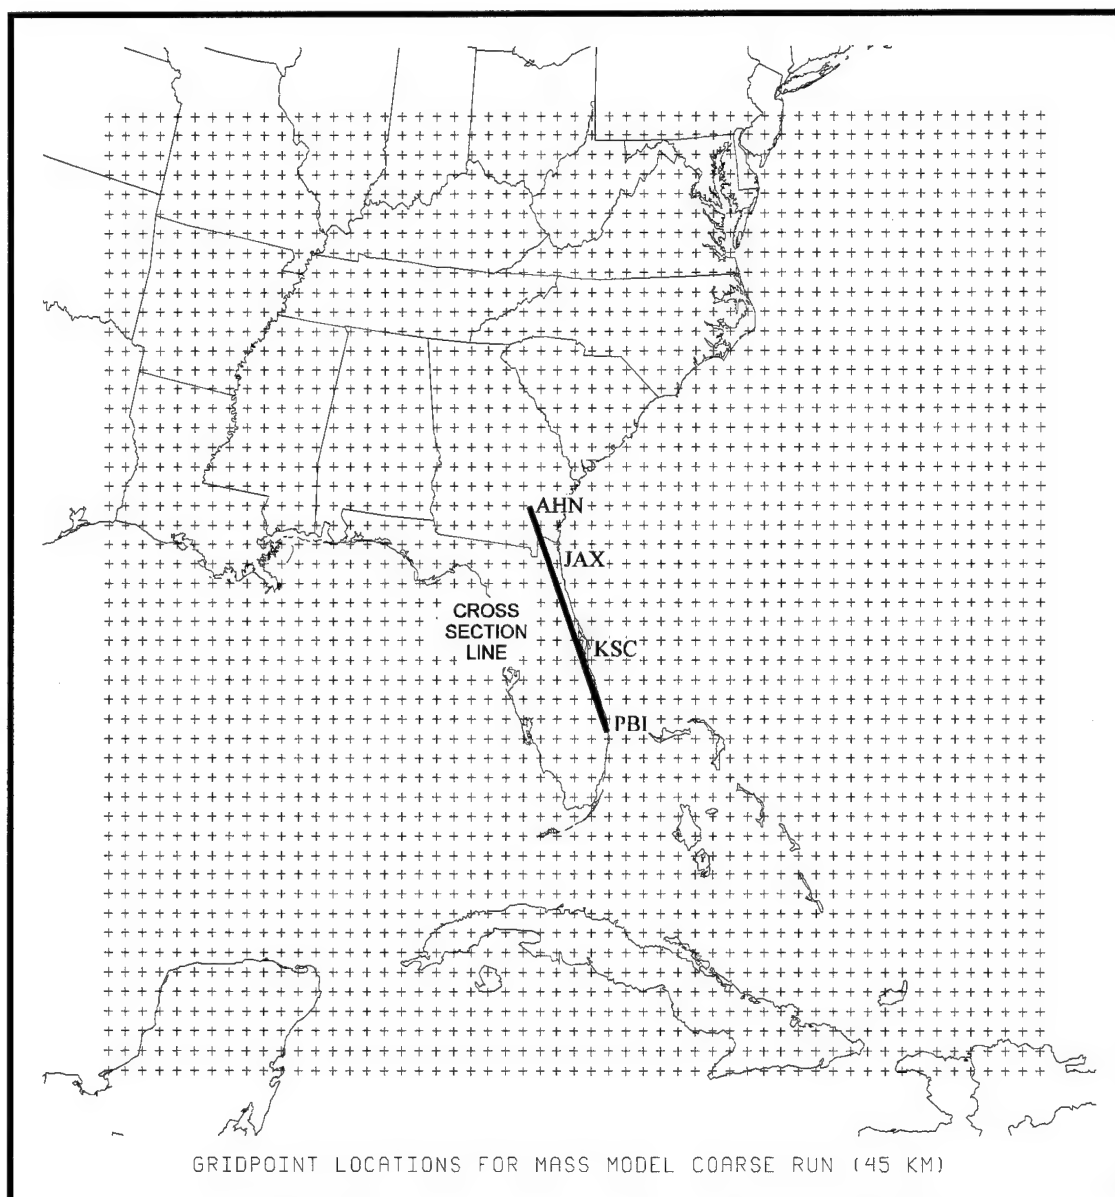 AHN
JAX
CROSS
SECTION
LINE
KSC
PBI
GRIDPOINT LOCATIONS FOR MASS MODEL COARSE RUN (45 KM)